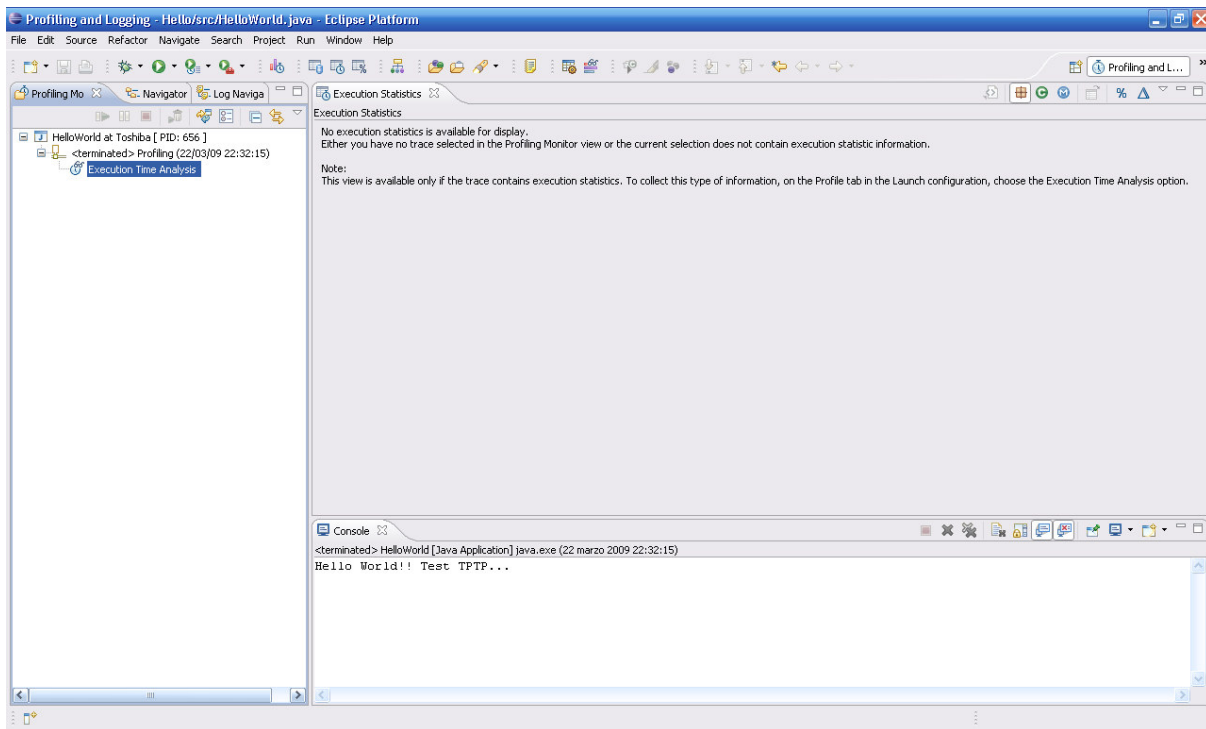 Profiling and Logging - Hello/src/HelloWorld.java - Eclipse Platform
File Edit Source Refactor Navigate Search Project Run Window Help
Profiling and L...
Profiling Mo
Navigator
Log Naviga
Execution Statistics
HelloWorld at Toshiba [ PID: 656 ]
<terminated> Profiling (22/03/09 22:32:15)
Execution Time Analysis
Execution Statistics
No execution statistics is available for display.
Either you have no trace selected in the Profiling Monitor view or the current selection does not contain execution statistic information.
Note:
This view is available only if the trace contains execution statistics. To collect this type of information, on the Profile tab in the Launch configuration, choose the Execution Time Analysis option.
Console
<terminated> HelloWorld [Java Application] java.exe (22 marzo 2009 22:32:15)
Hello World!! Test TPTP...